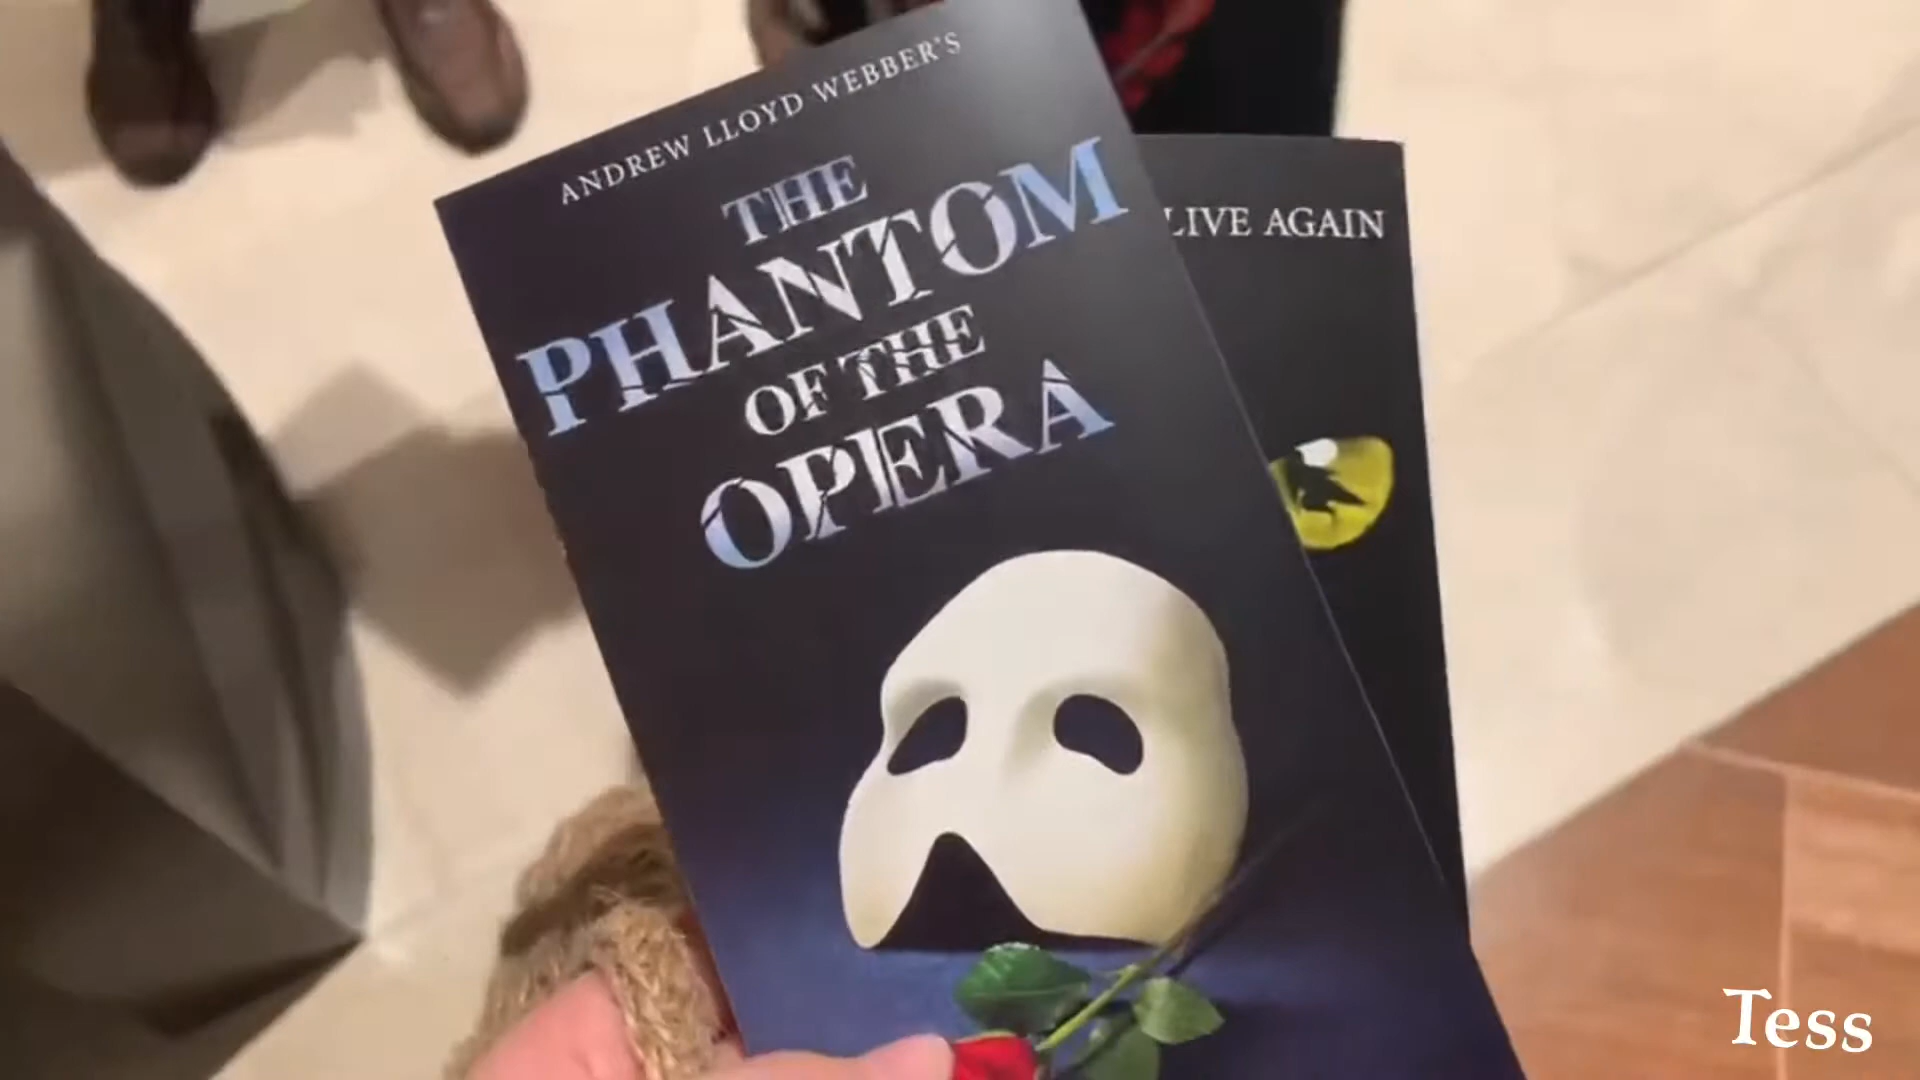 ANDREW LLOYD WEBBER'S
THE
PHANTOM
OF THE
OPERA
LIVE AGAIN
Tess